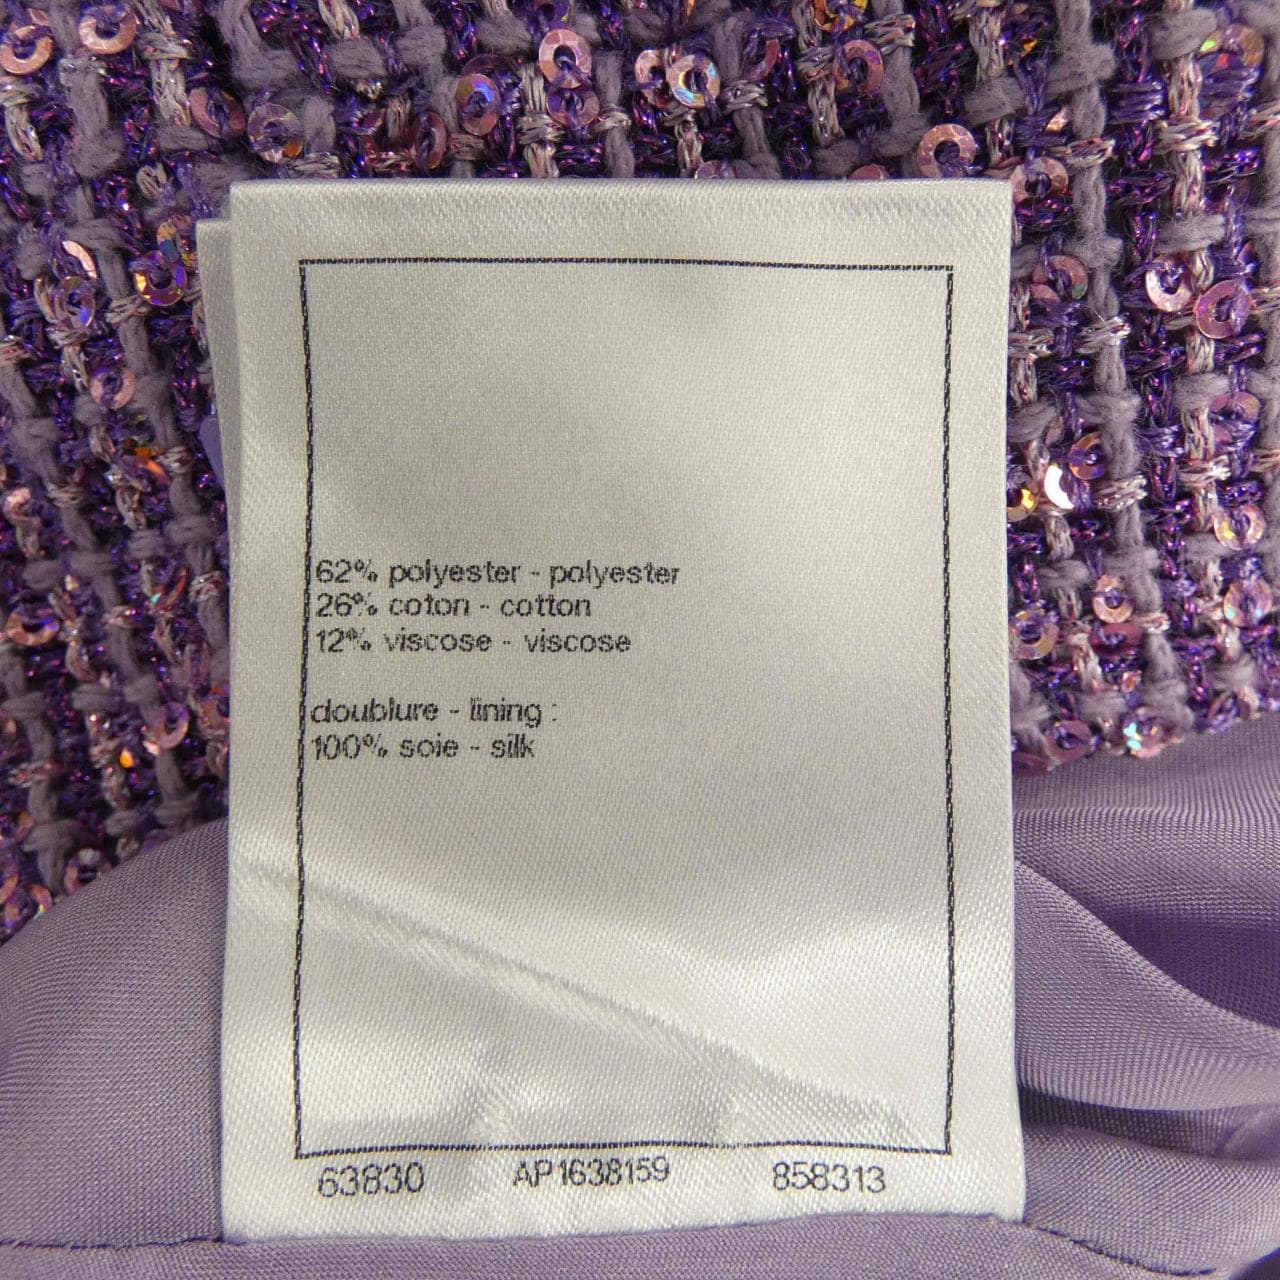 62% polyester - polyester
26% coton - cotton
12% viscose - viscose
doublure - lining :
100% soie - silk
63830 AP1638159 858313